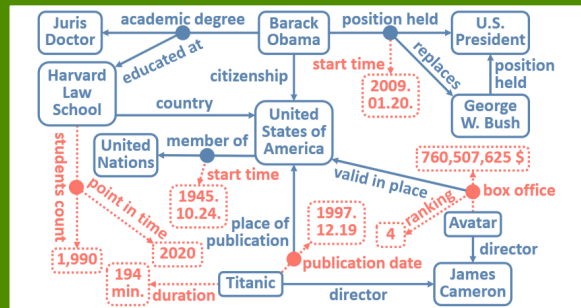 Juris
Doctor
academic degree
Barack
Obama
position held
U.S.
President
educated at
citizenship
start time
replaces
position
held
Harvard
Law
School
country
2009.
01.20.
George
W. Bush
United
States of
America
United
Nations
member of
start time
760,507,625 $
valid in place
box office
students count
point in time
1945.
10.24.
place of
publication
1997.
12.19
ranking
4
Avatar
1,990
2020
publication date
director
194
min.
duration
Titanic
director
James
Cameron